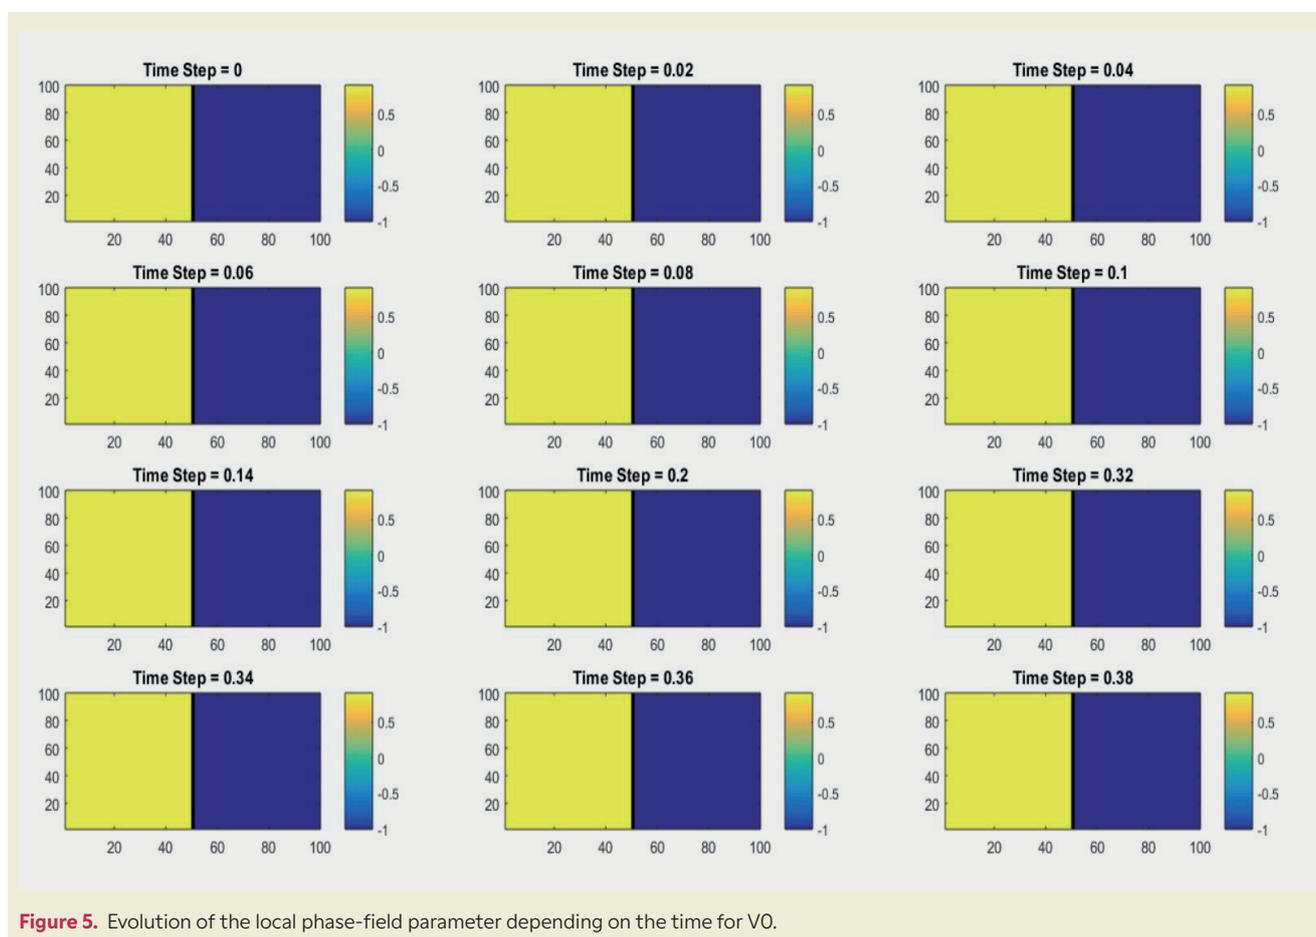 Time Step = 0
Time Step = 0.02
Time Step = 0.04
100 80 60 40 20
0.5 0 -0.5 -1
100 80 60 40 20
0.5 0 -0.5 -1
100 80 60 40 20
0.5 0 -0.5 -1
20 40 60 80 100
20 40 60 80 100
20 40 60 80 100
Time Step = 0.06
Time Step = 0.08
Time Step = 0.1
100 80 60 40 20
0.5 0 -0.5 -1
100 80 60 40 20
0.5 0 -0.5 -1
100 80 60 40 20
0.5 0 -0.5 -1
20 40 60 80 100
20 40 60 80 100
20 40 60 80 100
Time Step = 0.14
Time Step = 0.2
Time Step = 0.32
100 80 60 40 20
0.5 0 -0.5 -1
100 80 60 40 20
0.5 0 -0.5 -1
100 80 60 40 20
0.5 0 -0.5 -1
20 40 60 80 100
20 40 60 80 100
20 40 60 80 100
Time Step = 0.34
Time Step = 0.36
Time Step = 0.38
100 80 60 40 20
0.5 0 -0.5 -1
100 80 60 40 20
0.5 0 -0.5 -1
100 80 60 40 20
0.5 0 -0.5 -1
20 40 60 80 100
20 40 60 80 100
20 40 60 80 100
Figure 5. Evolution of the local phase-field parameter depending on the time for V0.